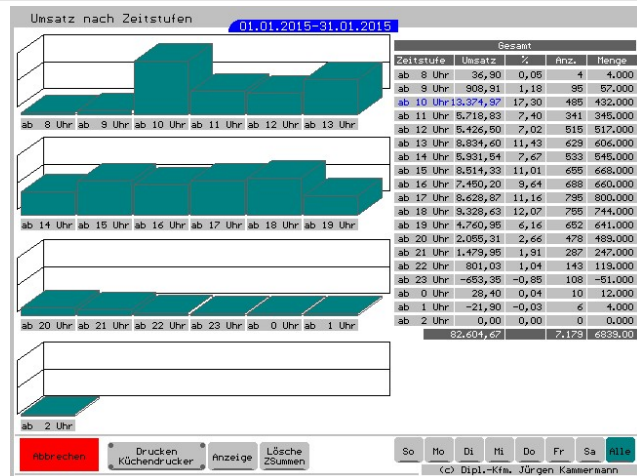 Umsatz nach Zeitstufen
01.01.2015-31.01.2015
ab 8 Uhr ab 9 Uhr ab 10 Uhr ab 11 Uhr ab 12 Uhr ab 13 Uhr
ab 14 Uhr ab 15 Uhr ab 16 Uhr ab 17 Uhr ab 18 Uhr ab 19 Uhr
ab 20 Uhr ab 21 Uhr ab 22 Uhr ab 23 Uhr ab 0 Uhr ab 1 Uhr
ab 2 Uhr
Gesamt
Zeitstufe Umsatz % Anz. Menge
ab 8 Uhr 36,90 0,05 4 4.000
ab 9 Uhr 908,91 1,18 95 57.000
ab 10 Uhr 13.374,97 17,30 485 432.000
ab 11 Uhr 5.718,83 7,40 341 345.000
ab 12 Uhr 5.426,50 7,02 515 517.000
ab 13 Uhr 8.834,60 11,43 629 606.000
ab 14 Uhr 5.931,54 7,67 533 545.000
ab 15 Uhr 8.514,33 11,01 655 668.000
ab 16 Uhr 7.450,20 9,64 688 660.000
ab 17 Uhr 8.628,87 11,16 795 800.000
ab 18 Uhr 9.328,63 12,07 755 744.000
ab 19 Uhr 4.760,95 6,16 652 641.000
ab 20 Uhr 2.055,31 2,66 478 489.000
ab 21 Uhr 1.479,95 1,91 287 247.000
ab 22 Uhr 801,03 1,04 143 119.000
ab 23 Uhr -653,35 -0,85 108 -51.000
ab 0 Uhr 28,40 0,04 10 12.000
ab 1 Uhr -21,90 -0,03 6 4.000
ab 2 Uhr 0,00 0,00 0 0.000
82.604,67 7.179 6839.00
Abbrechen
Drucken
Küchendrucker
Anzeige
Lösche
ZSummen
So Mo Di Mi Do Fr Sa Alle
(c) Dipl.-Kfm. Jürgen Kammermann